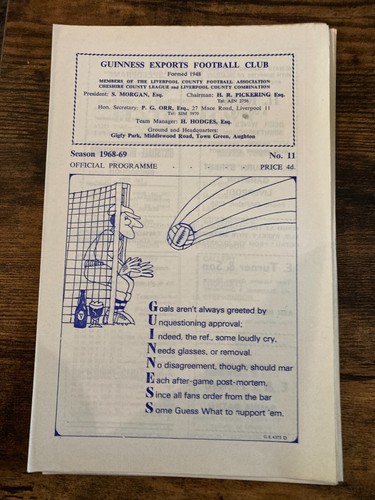 GUINNESS EXPORTS FOOTBALL CLUB
Formed 1948
MEMBERS OF THE LIVERPOOL COUNTY FOOTBALL ASSOCIATION
CHESHIRE COUNTY LEAGUE and LIVERPOOL COUNTY COMBINATION
President: S. MORGAN, Esq. Chairman: H. R. PICKERING Esq.
Tel: AIN 2756
Hon. Secretary: P. G. ORR, Esq., 27 Maza Road, Liverpool 11
Team Manager: H. HODGES, Esq.
Ground and Headquarters:
Gigly Park, Middlewood Road, Town Green, Aughton
Season 1968-69 No. 11
OFFICIAL PROGRAMME - - - - - PRICE 4d.
Goals aren't always greeted by
Unquestioning approval;
Indeed, the ref., some loudly cry,
Needs glasses, or removal.
No disagreement, though, should mar
Each after-game post-mortem,
Since all fans order from the bar
Some Guess What to support 'em.